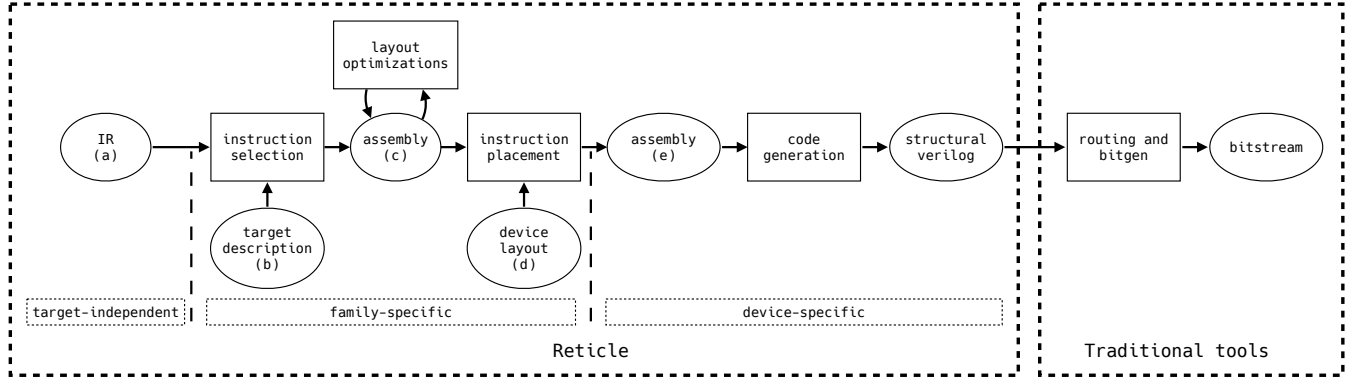 layout
optimizations
IR
(a)
instruction
selection
assembly
(c)
instruction
placement
assembly
(e)
code
generation
structural
verilog
routing and
bitgen
bitstream
target
description
(b)
device
layout
(d)
target-independent
family-specific
device-specific
Reticle
Traditional tools